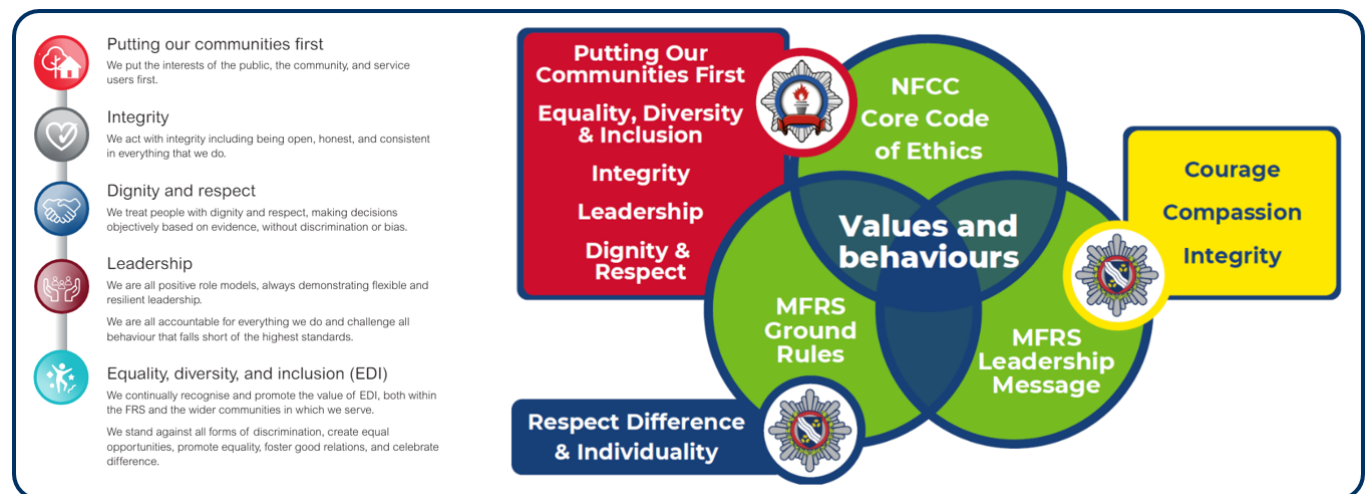 Putting our communities first
We put the interests of the public, the community, and service
users first.
Integrity
We act with integrity including being open, honest, and consistent
in everything that we do.
Dignity and respect
We treat people with dignity and respect, making decisions
objectively based on evidence, without discrimination or bias.
Leadership
We are all positive role models, always demonstrating flexible and
resilient leadership.
We are all accountable for everything we do and challenge all
behaviour that falls short of the highest standards.
Equality, diversity, and inclusion (EDI)
We continually recognise and promote the value of EDI, both within
the FRS and the wider communities in which we serve.
We stand against all forms of discrimination, create equal
opportunities, promote equality, foster good relations, and celebrate
difference.
Putting Our
Communities First
Equality, Diversity
& Inclusion
Integrity
Leadership
Dignity &
Respect
NFCC
Core Code
of Ethics
Values and
behaviours
MFRS
Ground
Rules
MFRS
Leadership
Message
Courage
Compassion
Integrity
Respect Difference
& Individuality